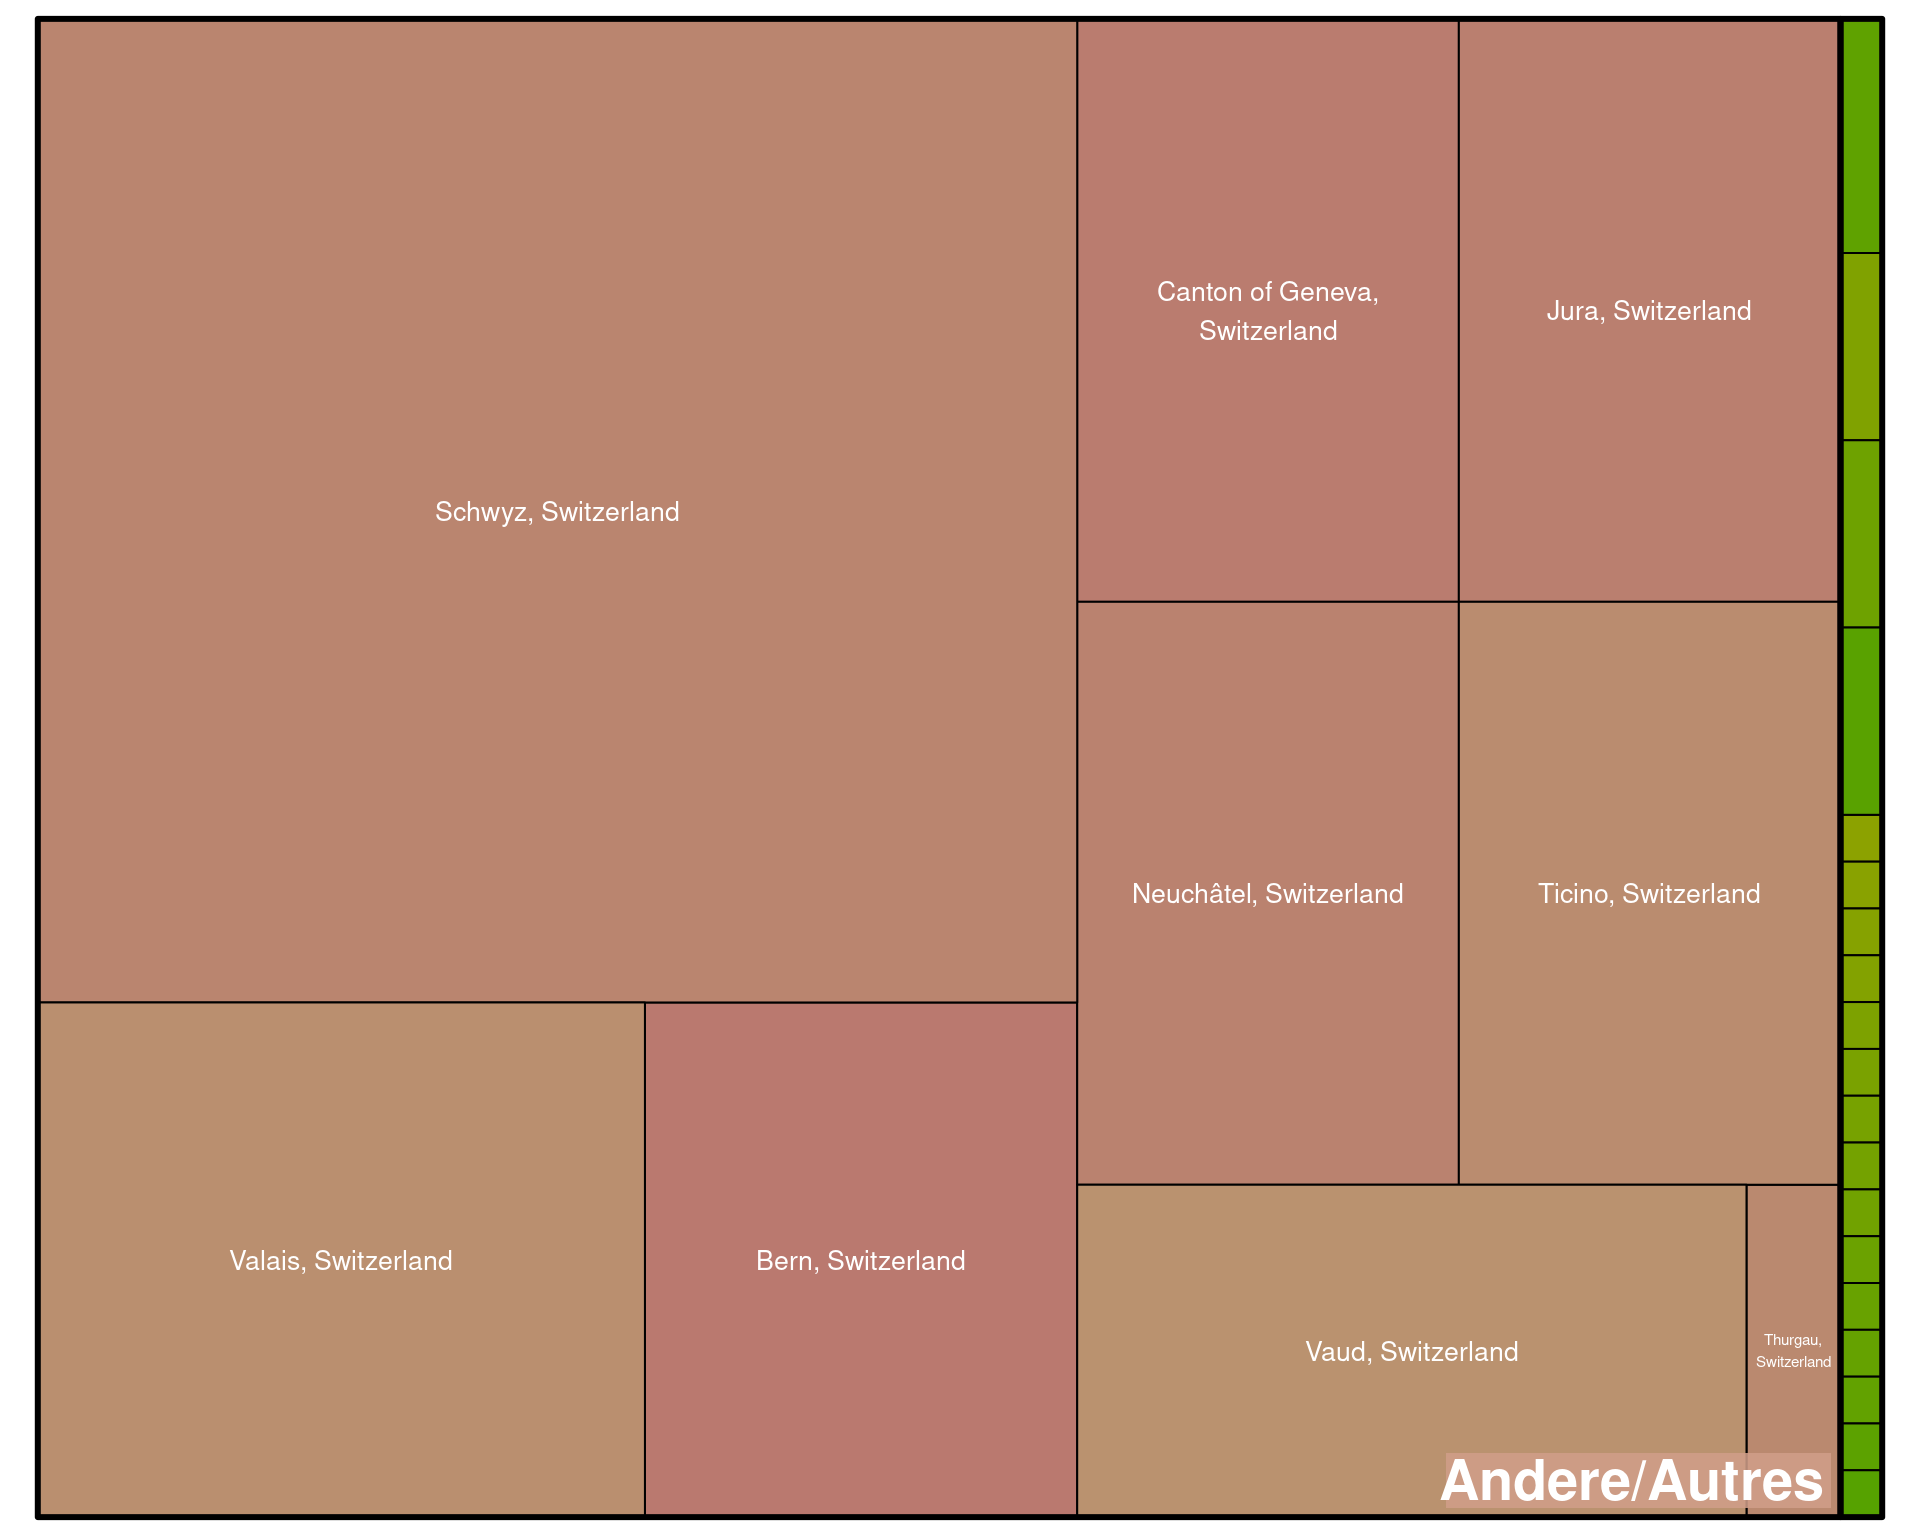 Schwyz, Switzerland
Canton of Geneva,
Switzerland
Jura, Switzerland
Neuchâtel, Switzerland
Ticino, Switzerland
Valais, Switzerland
Bern, Switzerland
Vaud, Switzerland
Thurgau,
Switzerland
Andere/Autres